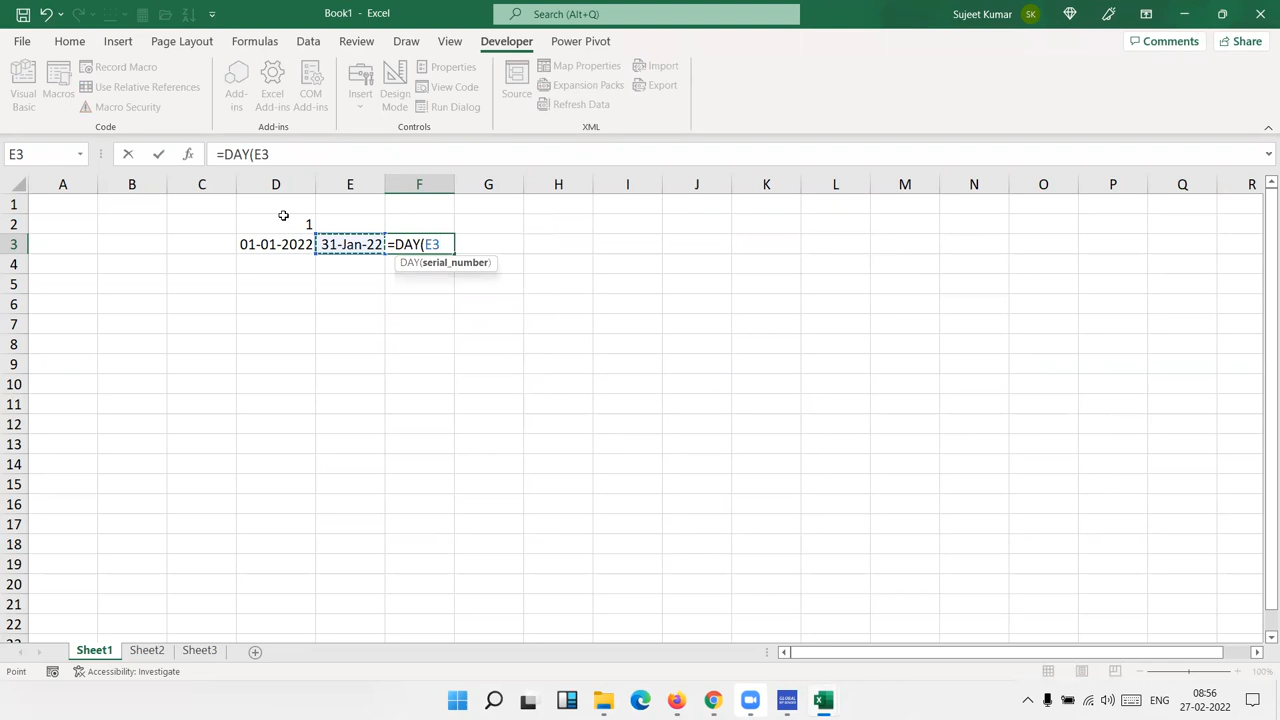 Book1 - Excel
Search (Alt+Q)
Sujeet Kumar
SK
File Home Insert Page Layout Formulas Data Review View Draw Developer Power Pivot
Comments Share
Visual Basic
Macros
Record Macro
Use Relative References
Macro Security
Code
Add-ins
Excel Add-ins
COM Add-ins
Add-ins
Insert
Design Mode
Properties
View Code
Run Dialog
Controls
Source
Map Properties
Expansion Packs
Refresh Data
Import
Export
XML
E3
fx
=DAY(E3
A B C D E F G H I J K L M N O P Q R
1
2 1
3 01-01-2022 31-Jan-22 =DAY(E3
DAY(serial_number)
4
5
6
7
8
9
10
11
12
13
14
15
16
17
18
19
20
21
22
23
Sheet1 Sheet2 Sheet3
Point
Accessibility: Investigate
100%
ENG
08:56
27-02-2022